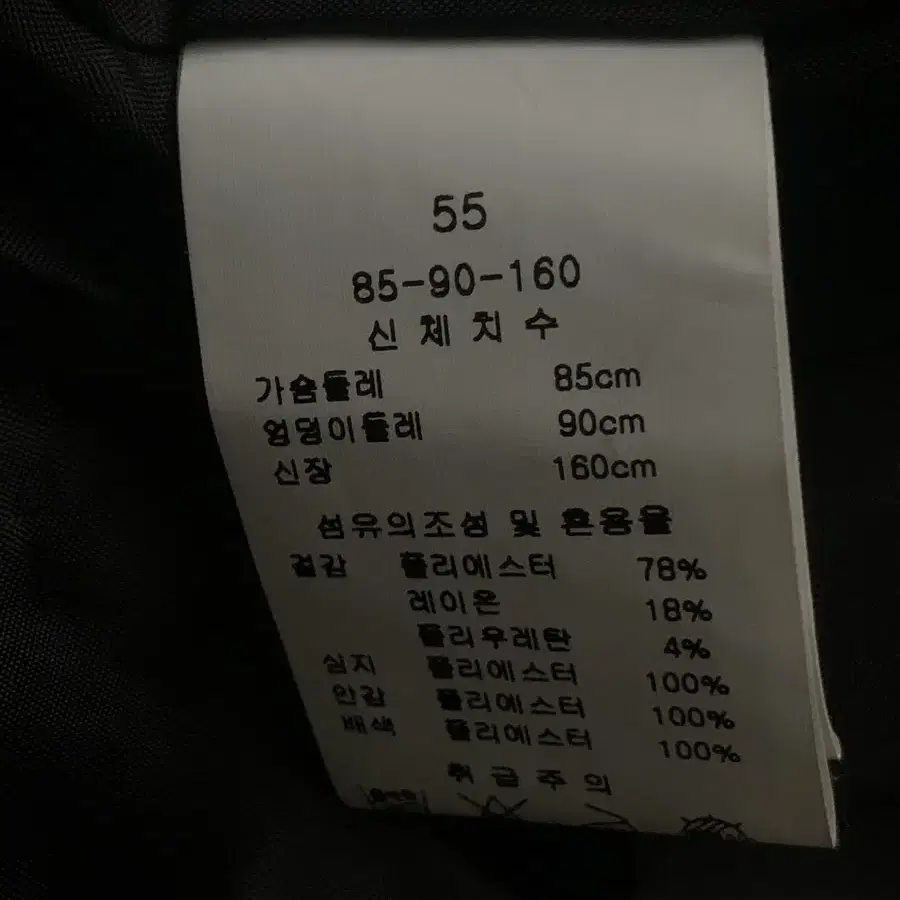 55
85-90-160
신 체 치 수
가슴둘레 85cm
엉덩이둘레 90cm
신장 160cm
섬유의조성 및 혼용율
겉감 폴리에스터 78%
레이온 18%
폴리우레탄 4%
심지 폴리에스터 100%
안감 폴리에스터 100%
배색 폴리에스터 100%
취 급 주 의